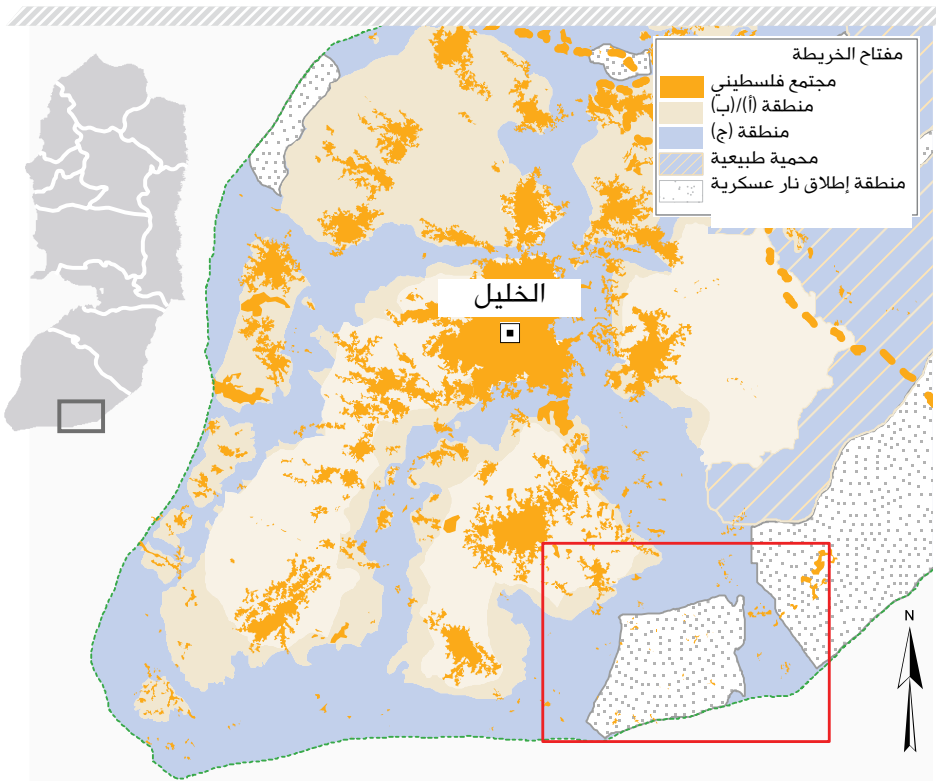 مفتاح الخريطة
مجتمع فلسطيني
منطقة (أ)/(ب)
منطقة (ج)
محمية طبيعية
منطقة إطلاق نار عسكرية
الخليل
N